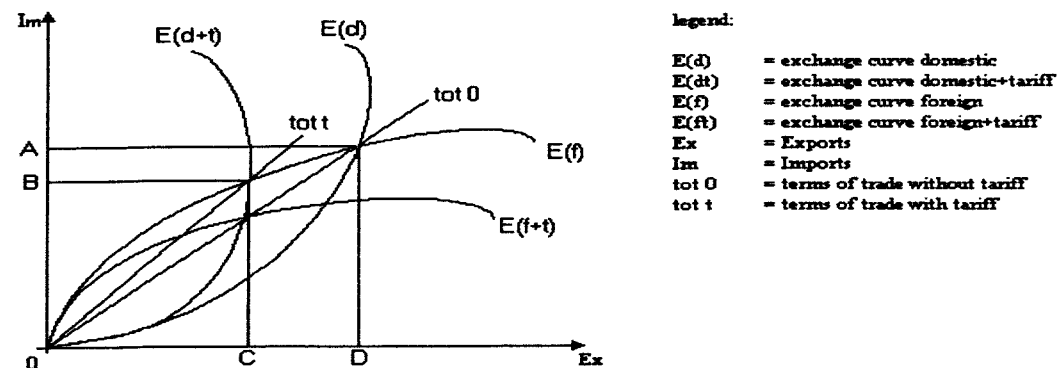 Im
E(d+t)
E(d)
tot 0
tot t
A
E(f)
B
E(f+t)
0
C
D
Ex
legend:
E(d) = exchange curve domestic
E(dt) = exchange curve domestic+tariff
E(f) = exchange curve foreign
E(ft) = exchange curve foreign+tariff
Ex = Exports
Im = Imports
tot 0 = terms of trade without tariff
tot t = terms of trade with tariff